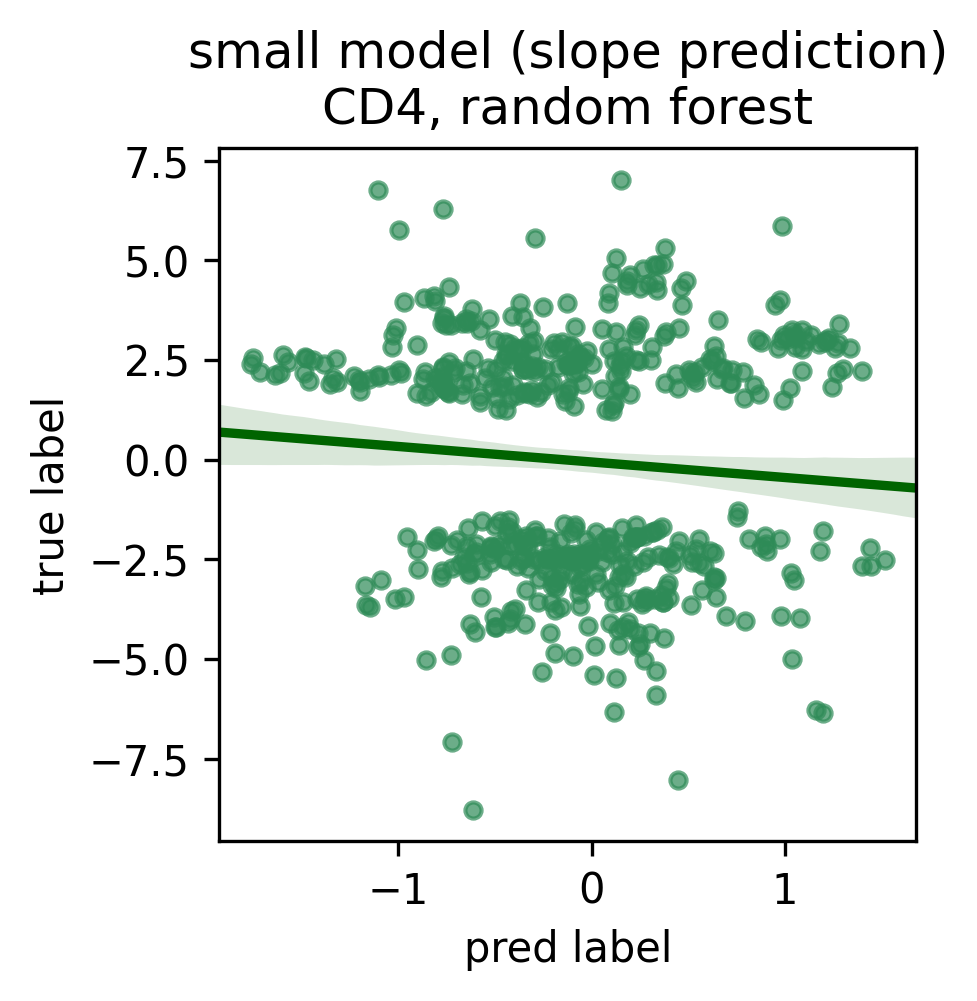 small model (slope prediction)
CD4, random forest
7.5
5.0
2.5
0.0
−2.5
−5.0
−7.5
true label
−1
0
1
pred label